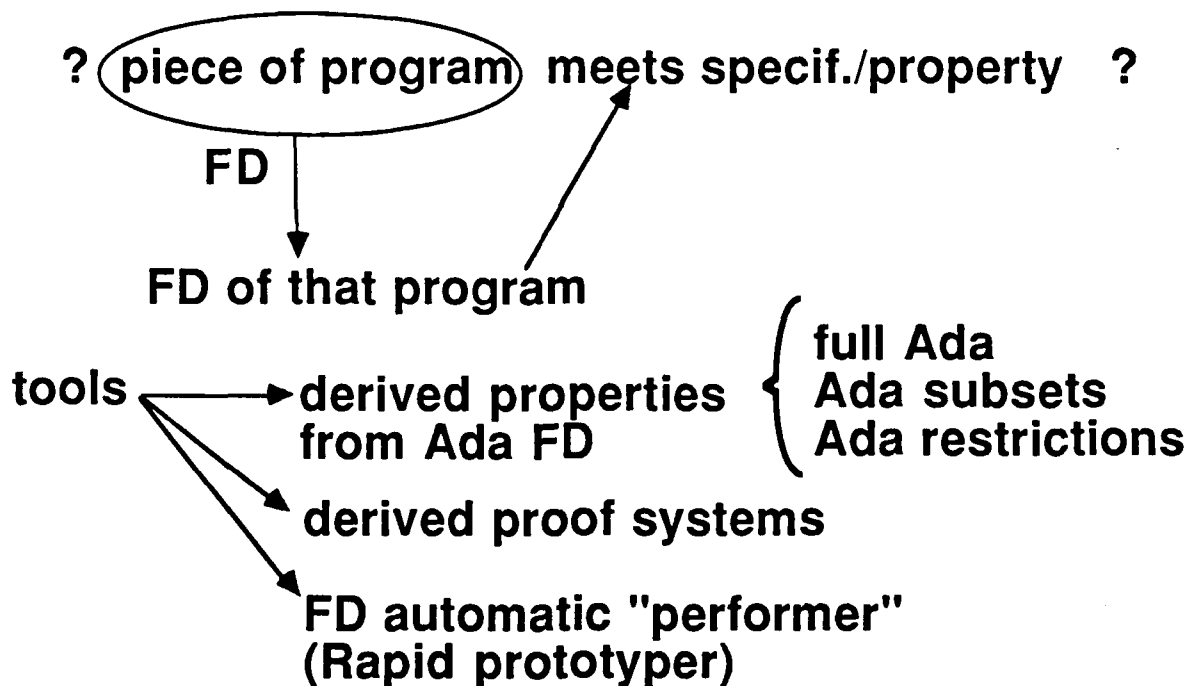 ? piece of program meets specif./property ?
FD
FD of that program
tools
derived properties
from Ada FD
full Ada
Ada subsets
Ada restrictions
derived proof systems
FD automatic "performer"
(Rapid prototyper)